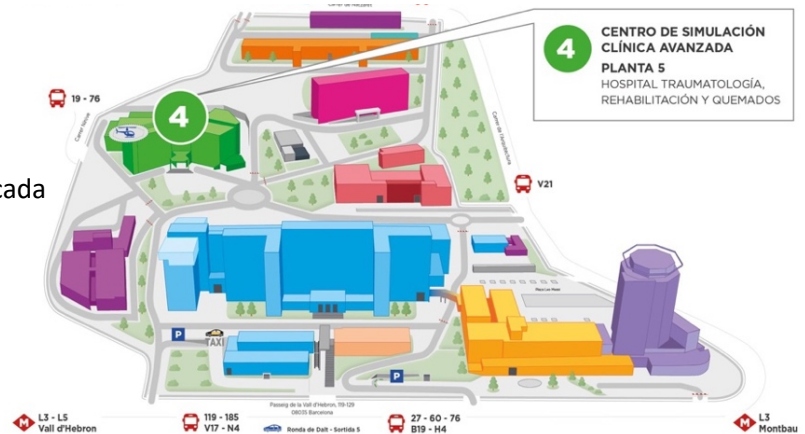 4
CENTRO DE SIMULACIÓN
CLÍNICA AVANZADA
PLANTA 5
HOSPITAL TRAUMATOLOGÍA,
REHABILITACIÓN Y QUEMADOS
19 - 76
4
cada
V21
P
TAXI
P
Passeig de la Vall d'Hebron, 119-129
08035 Barcelona
L3 - L5
Vall d'Hebron
119 - 185
V17 - N4
Ronda de Dalt - Sortida 5
27 - 60 - 76
B19 - H4
L3
Montbau